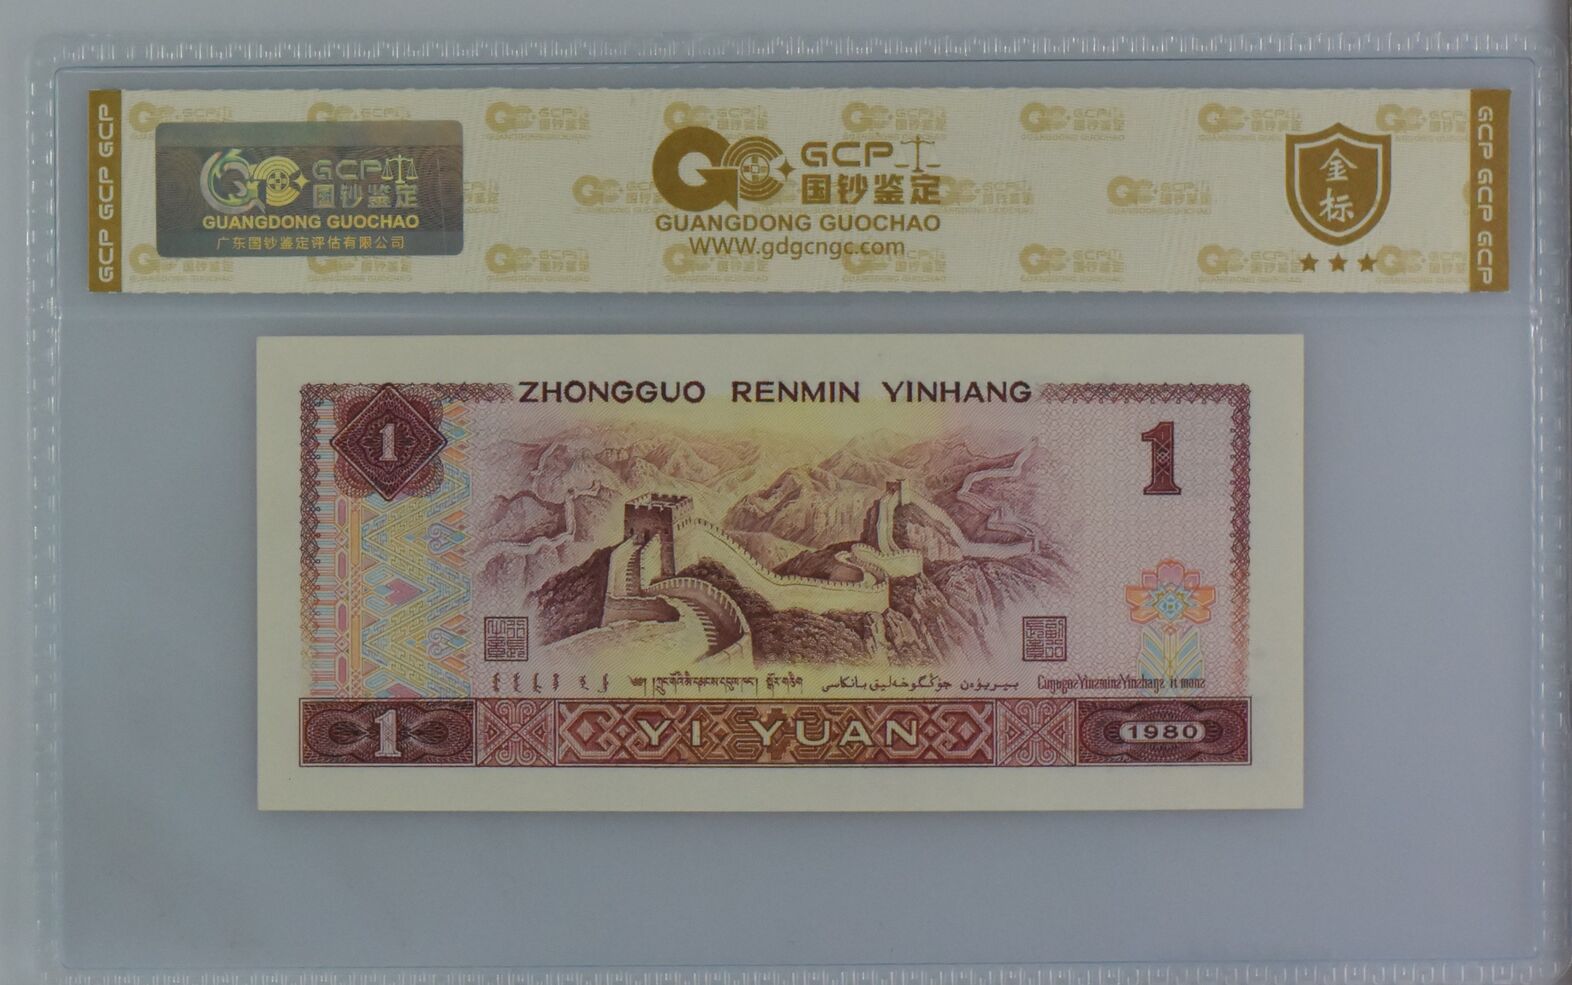 GCP GCP GCP
GCP 国钞鉴定
GUANGDONG GUOCHAO
广东国钞鉴定评估有限公司
GCP 国钞鉴定
GUANGDONG GUOCHAO
WWW.gdgcngc.com
金标
GCP GCP GCP GCP
ZHONGGUO RENMIN YINHANG
1
1
1
YI YUAN
1980